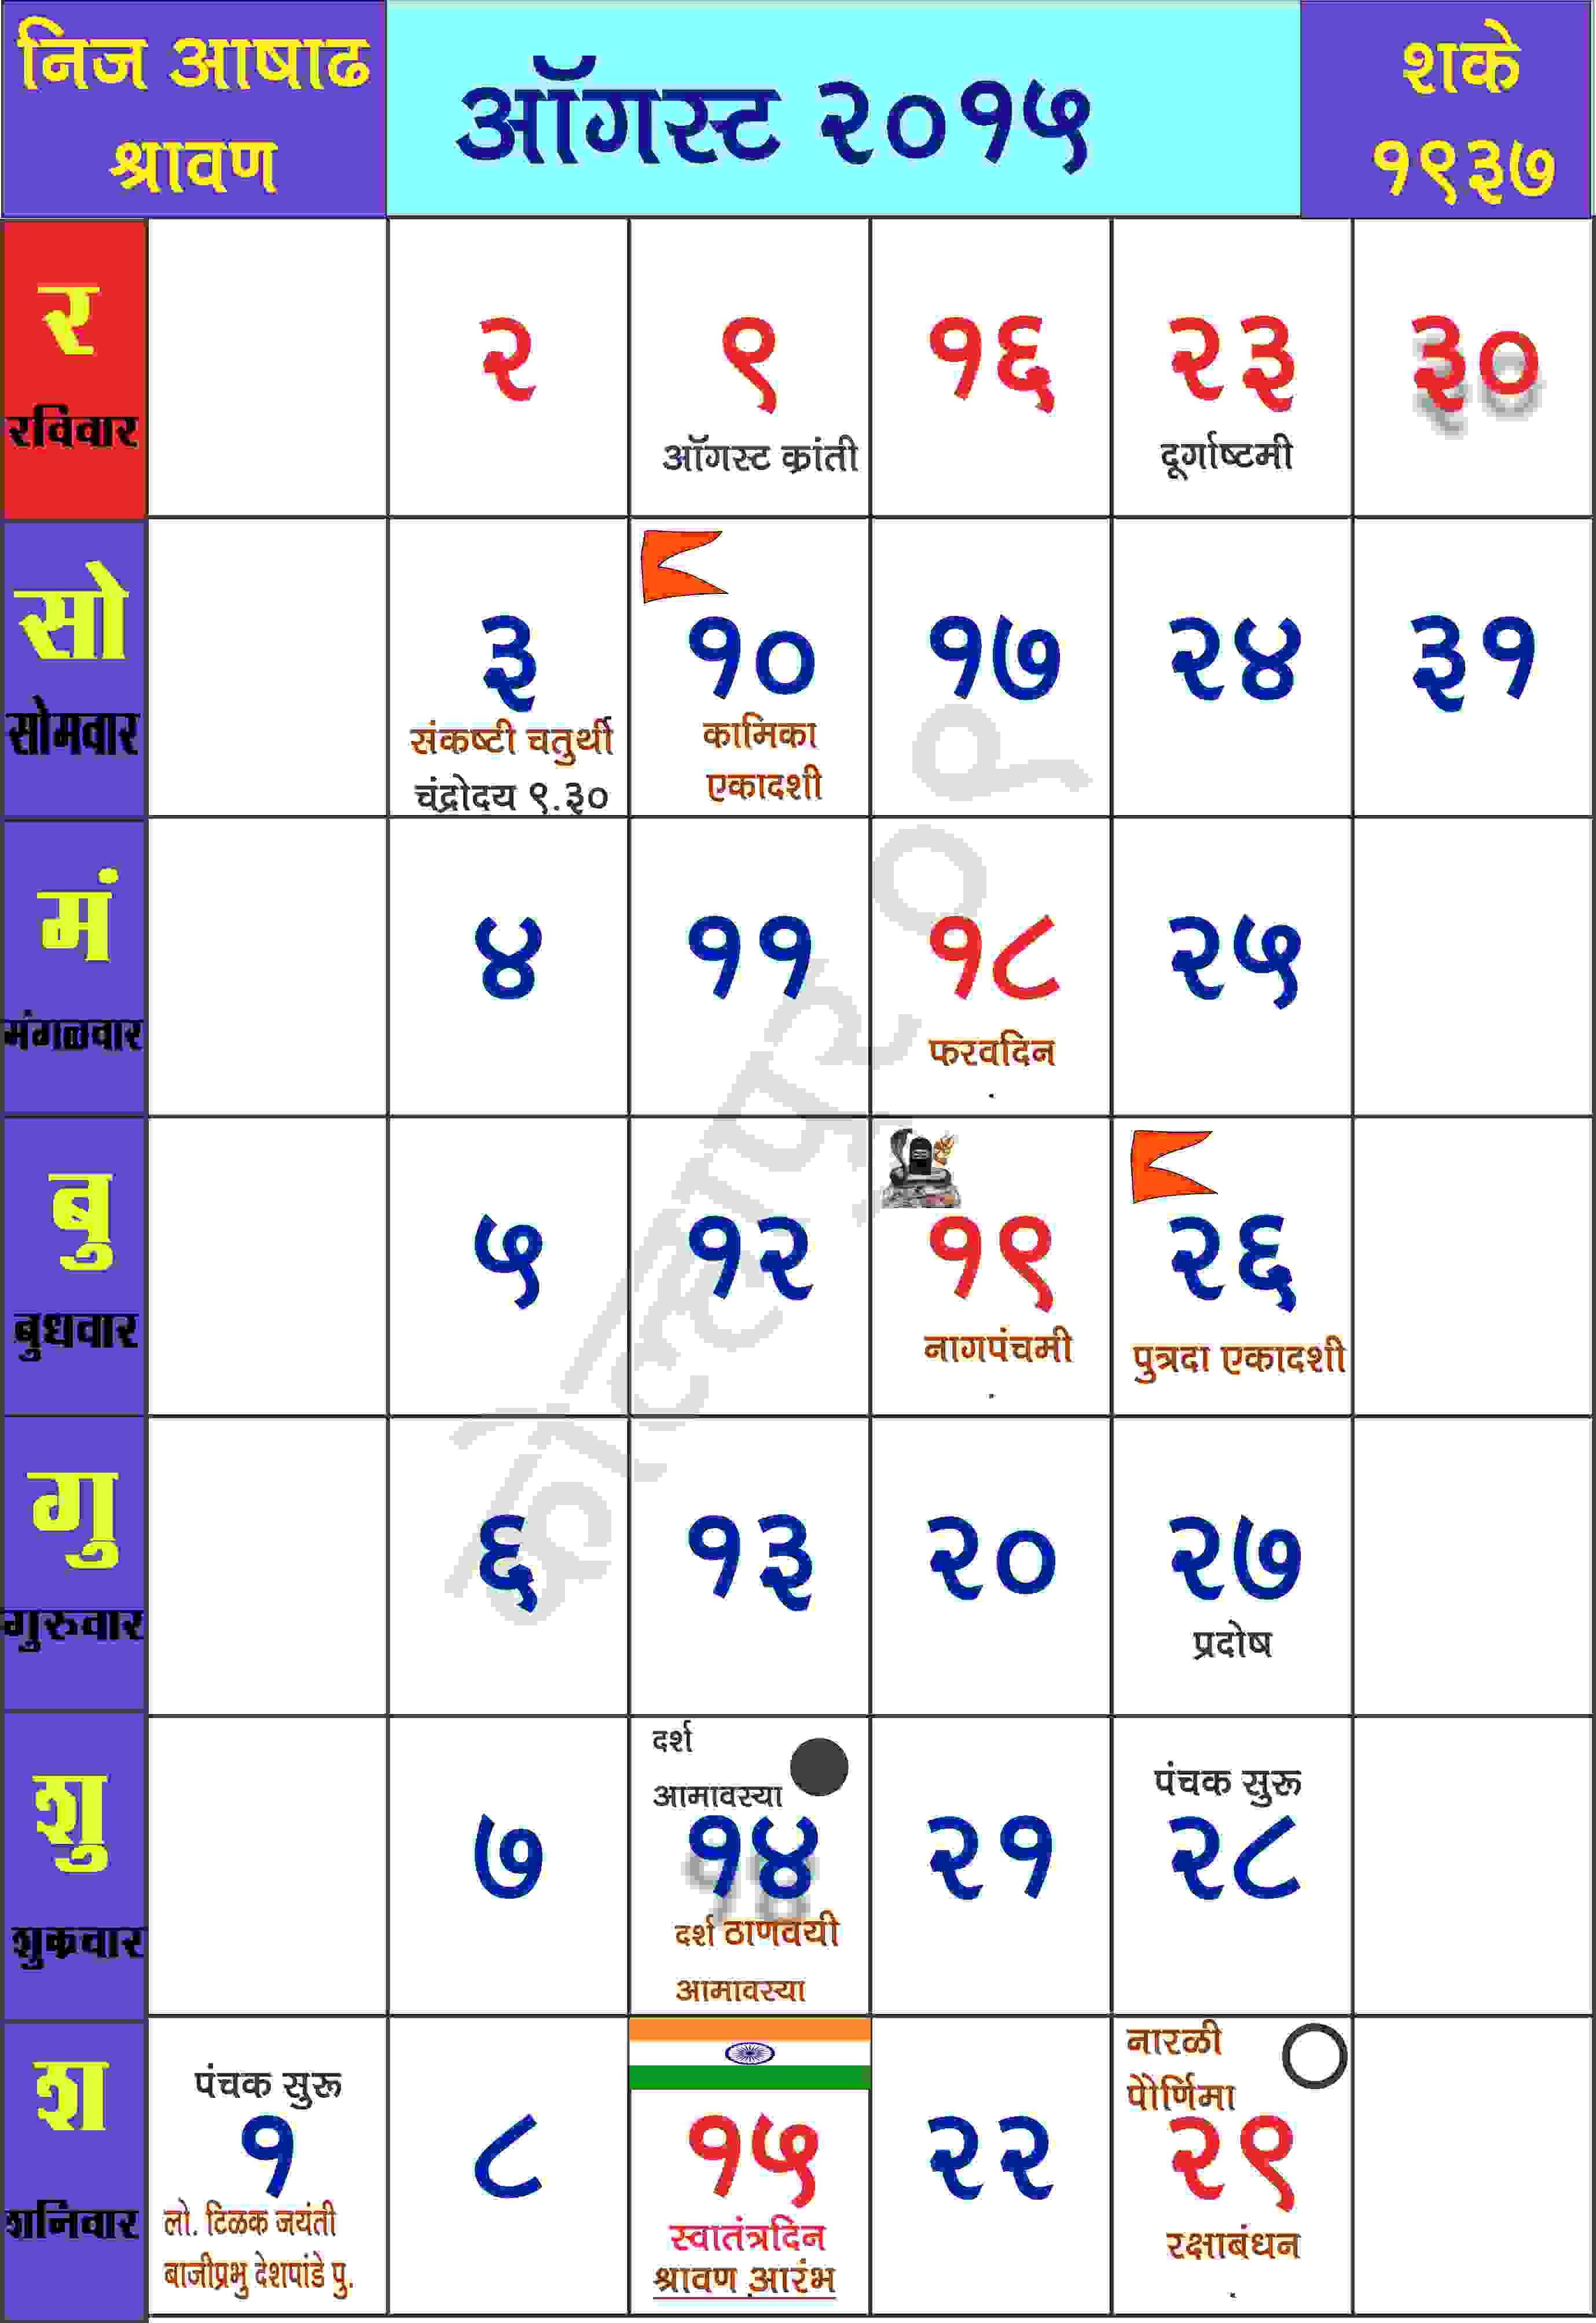 निज आषाढ
श्रावण
ऑगस्ट २०१५
शके
१९३७
र
रविवार
२
९
ऑगस्ट क्रांती
१६
२३
दूर्गाष्टमी
३०
सो
सोमवार
३
संकष्टी चतुर्थी
चंद्रोदय ९.३०
१०
कामिका
एकादशी
१७
२४
३१
मं
मंगळवार
४
११
१८
फरवदिन
२५
बु
बुधवार
५
१२
१९
नागपंचमी
२६
पुत्रदा एकादशी
गु
गुरुवार
६
१३
२०
२७
प्रदोष
शु
शुक्रवार
७
दर्श
आमावस्या
१४
दर्श ठाणवयी
आमावस्या
२१
पंचक सुरू
२८
श
शनिवार
पंचक सुरू
१
लो. टिळक जयंती
बाजीप्रभु देशपांडे पु.
८
१५
स्वातंत्रदिन
श्रावण आरंभ
२२
नारळी
पोेर्णिमा
२९
रक्षाबंधन